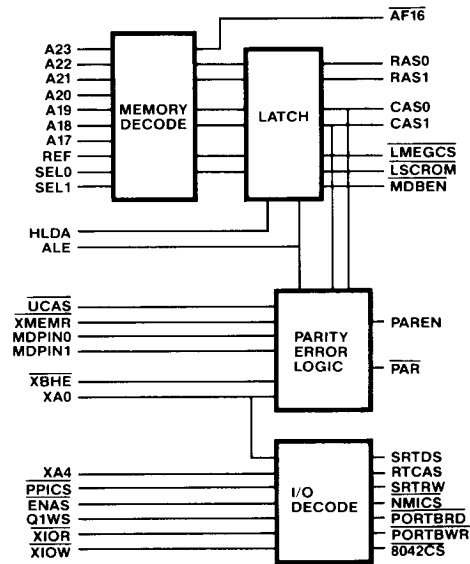 AF16
A23
A22
A21
A20
A19
A18
A17
REF
SEL0
SEL1
MEMORY
DECODE
LATCH
RAS0
RAS1
CAS0
CAS1
LMEGCS
LSCROM
MDBEN
HLDA
ALE
UCAS
XMEMR
MDPIN0
MDPIN1
XBHE
XA0
PARITY
ERROR
LOGIC
PAREN
PAR
XA4
PPICS
ENAS
Q1WS
XIOR
XIOW
I/O
DECODE
SRTDS
RTCAS
SRTRW
NMICS
PORTBRD
PORTBWR
8042CS